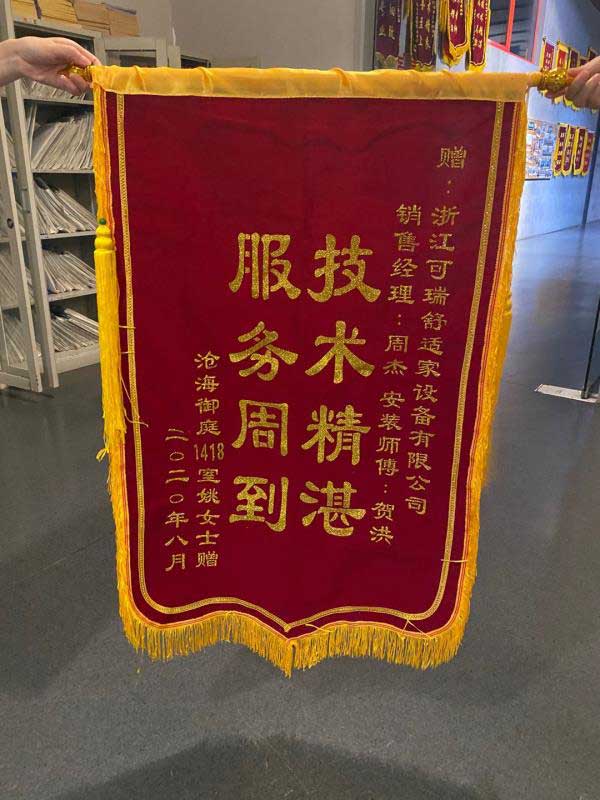 赠：浙江可瑞舒适家设备有限公司
销售经理：周杰 安装师傅：贺洪
技术精湛
服务周到
沧海御庭1418室姚女士赠
二〇二〇年八月